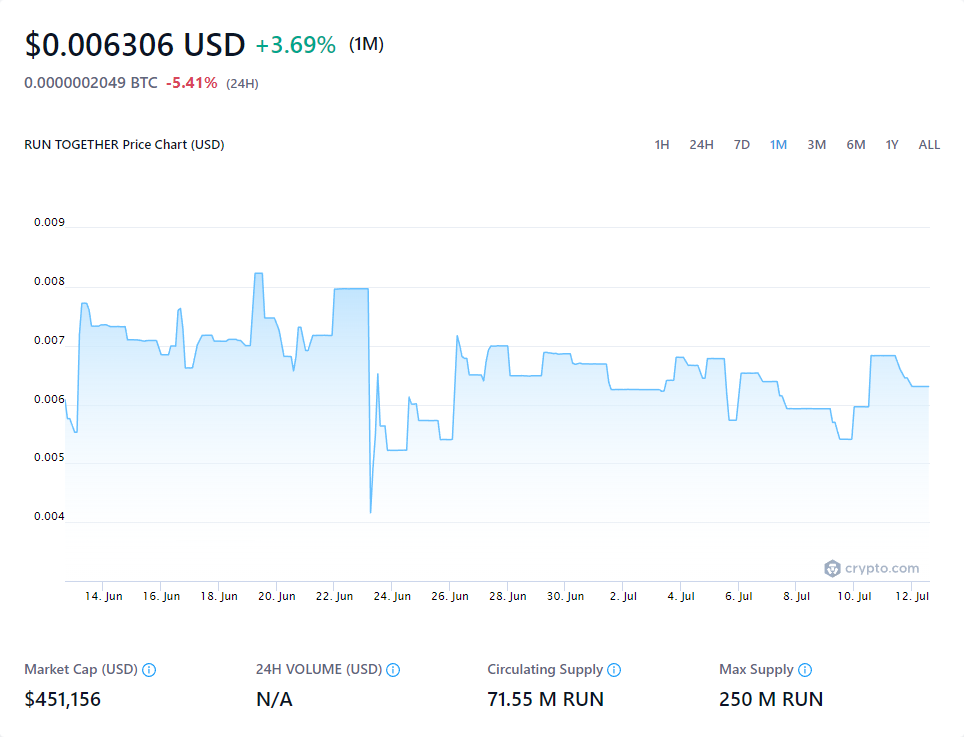 $0.006306 USD +3.69% (1M)
0.0000002049 BTC -5.41% (24H)
RUN TOGETHER Price Chart (USD)
1H 24H 7D 1M 3M 6M 1Y ALL
0.009
0.008
0.007
0.006
0.005
0.004
crypto.com
14. Jun 16. Jun 18. Jun 20. Jun 22. Jun 24. Jun 26. Jun 28. Jun 30. Jun 2. Jul 4. Jul 6. Jul 8. Jul 10. Jul 12. Jul
Market Cap (USD) 24H VOLUME (USD) Circulating Supply Max Supply
$451,156 N/A 71.55 M RUN 250 M RUN